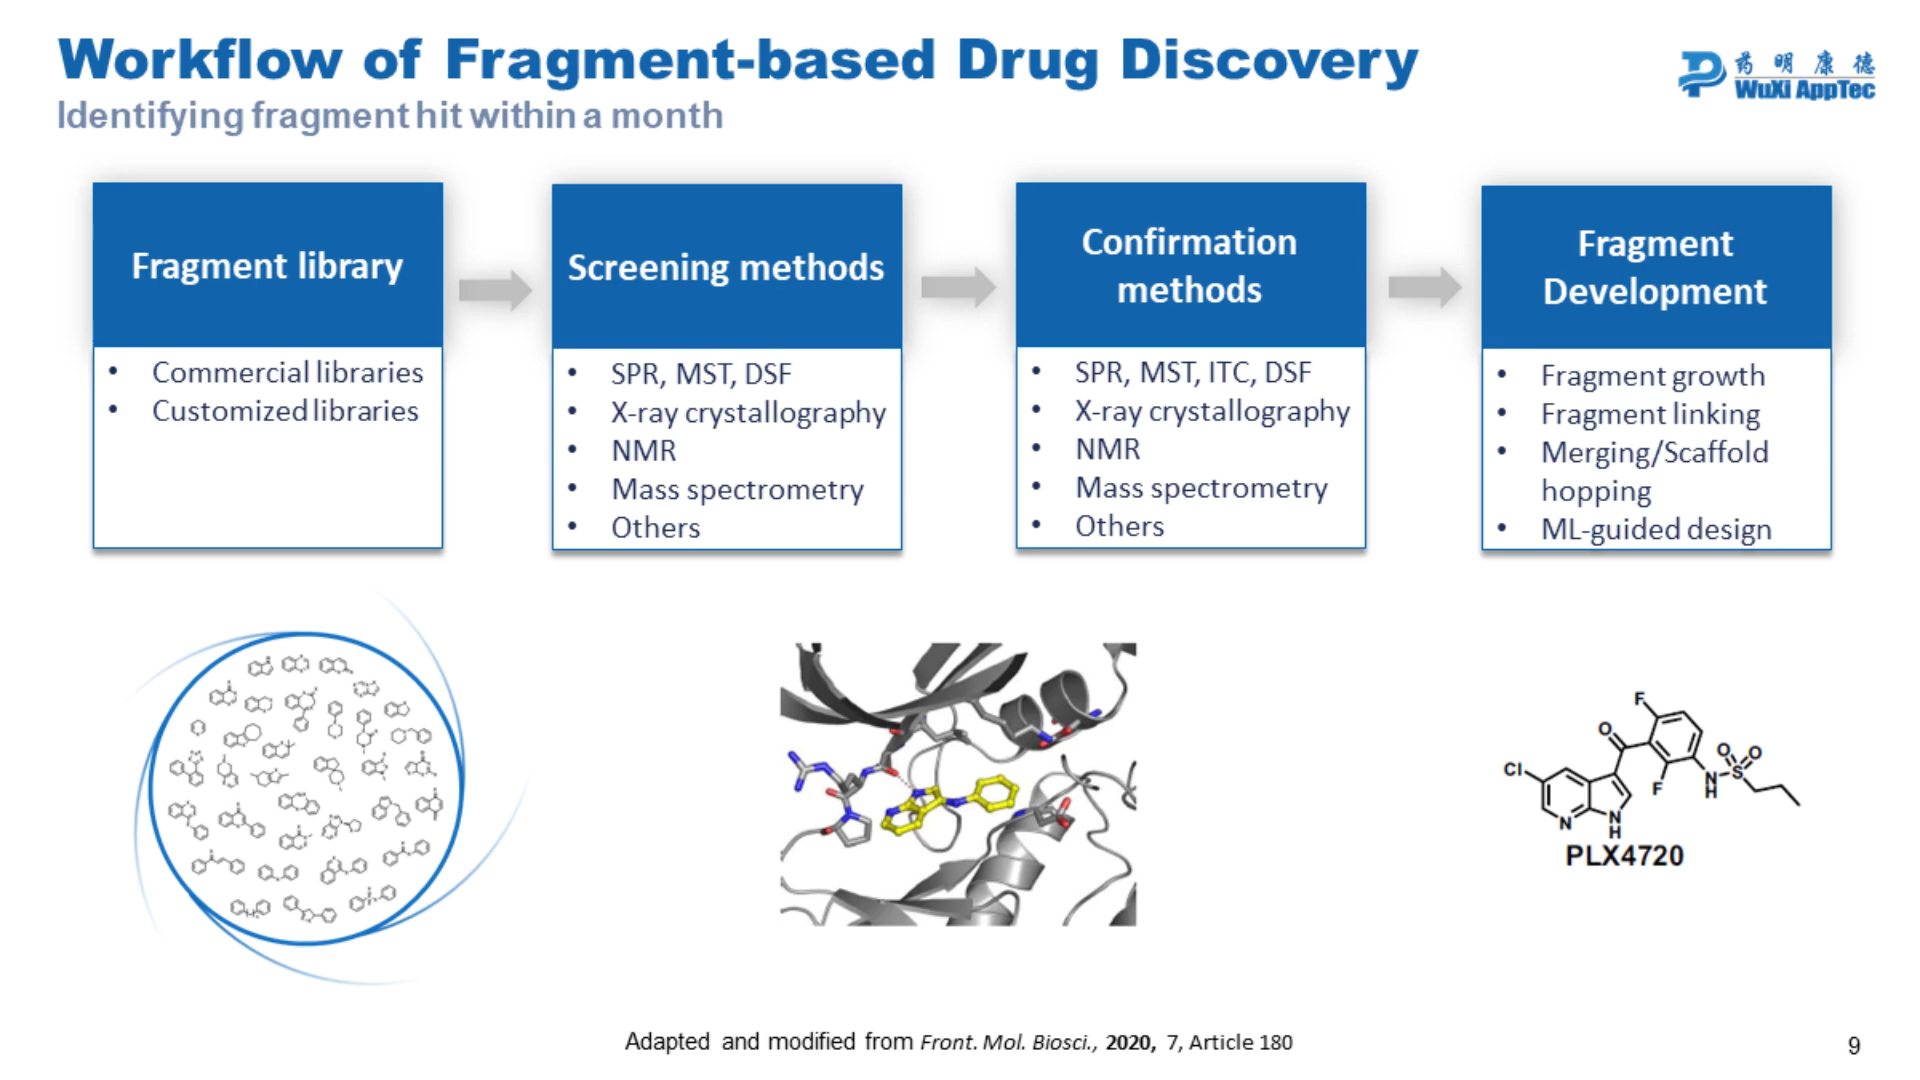 Workflow of Fragment-based Drug Discovery
Identifying fragment hit within a month
药明康德
WuXi AppTec
Fragment library
• Commercial libraries
• Customized libraries
Screening methods
• SPR, MST, DSF
• X-ray crystallography
• NMR
• Mass spectrometry
• Others
Confirmation
methods
• SPR, MST, ITC, DSF
• X-ray crystallography
• NMR
• Mass spectrometry
• Others
Fragment
Development
• Fragment growth
• Fragment linking
• Merging/Scaffold
hopping
• ML-guided design
F
O
O O
Cl
F
N
H
S
N
N
H
PLX4720
Adapted and modified from Front. Mol. Biosci., 2020, 7, Article 180
9